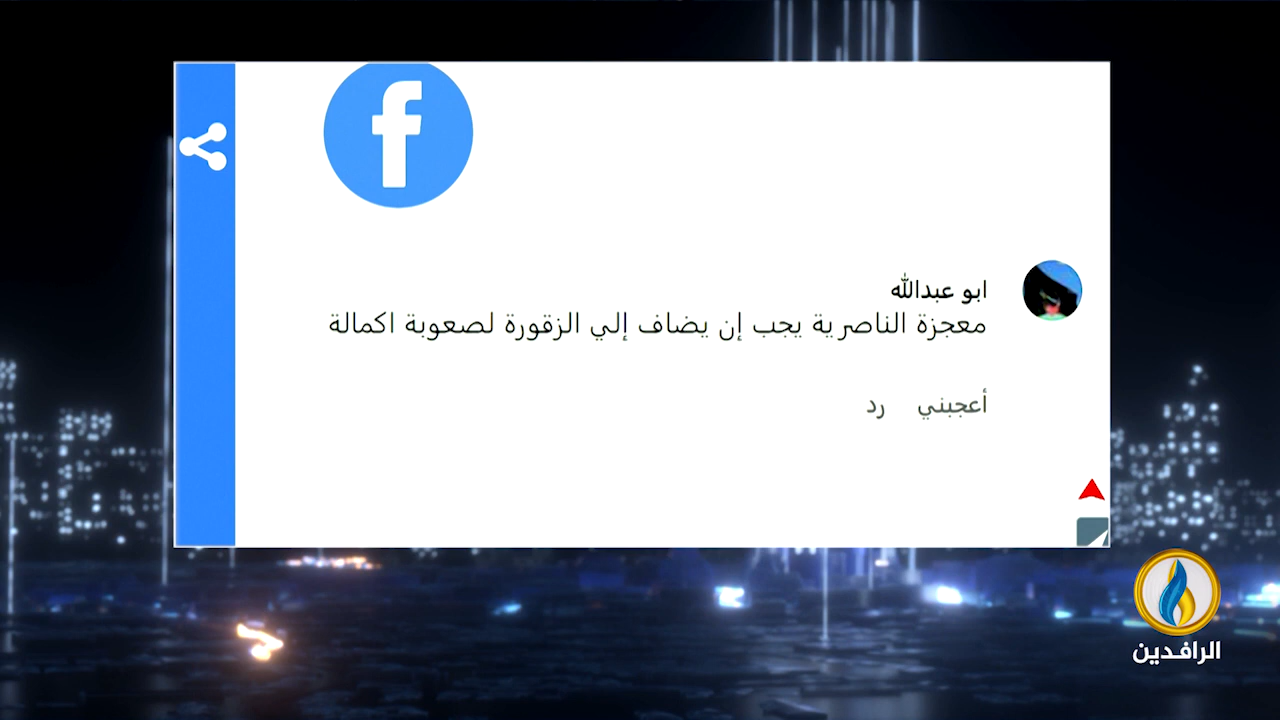 ابو عبدالله
معجزة الناصرية يجب إن يضاف إلي الزقورة لصعوبة اكمالة
أعجبني رد
الرافدين